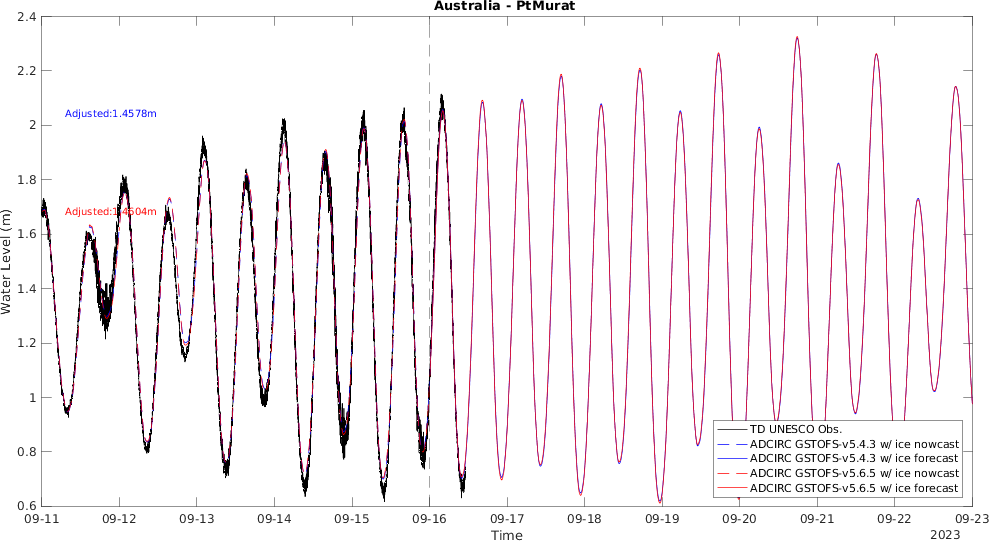 Australia - PtMurat
2.4
2.2
2
1.8
1.6
1.4
1.2
1
0.8
0.6
Water Level (m)
Adjusted:1.4578m
Adjusted:1.4604m
TD UNESCO Obs.
ADCIRC GSTOFS-v5.4.3 w/ ice nowcast
ADCIRC GSTOFS-v5.4.3 w/ ice forecast
ADCIRC GSTOFS-v5.6.5 w/ ice nowcast
ADCIRC GSTOFS-v5.6.5 w/ ice forecast
09-11 09-12 09-13 09-14 09-15 09-16 09-17 09-18 09-19 09-20 09-21 09-22 09-23
Time
2023